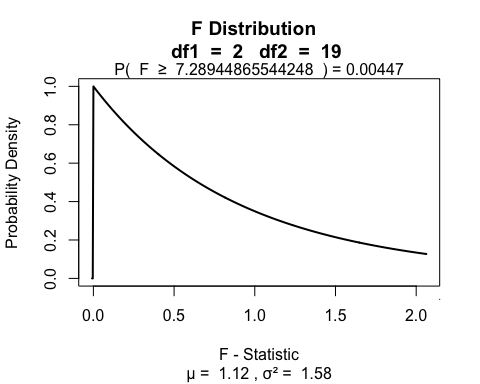 F Distribution
df1 = 2 df2 = 19
P( F ≥ 7.28944865544248 ) = 0.00447
Probability Density
1.0
0.8
0.6
0.4
0.2
0.0
0.0 0.5 1.0 1.5 2.0
F - Statistic
μ = 1.12 , σ² = 1.58